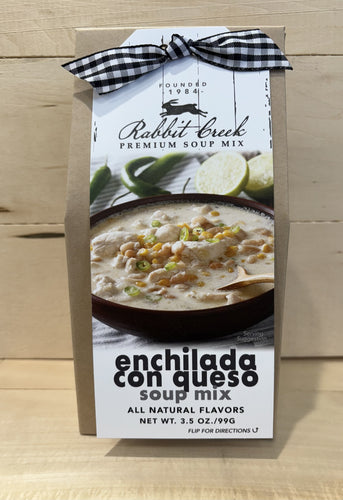 FOUNDED
1984
Rabbit Creek
PREMIUM SOUP MIX
Serving
Suggestion
enchilada
con queso
soup mix
ALL NATURAL FLAVORS
NET WT. 3.5 OZ./99G
FLIP FOR DIRECTIONS